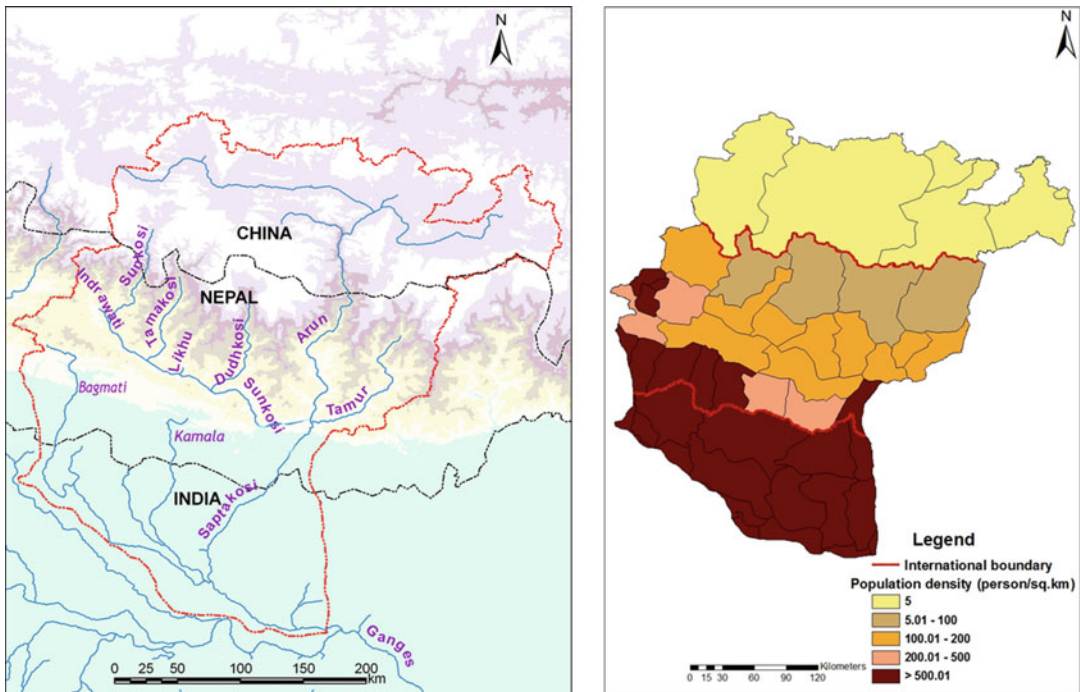 N
CHINA
NEPAL
INDIA
Sunkosi
Indrawati
Tamakosi
Likhu
Dudhkosi
Sunkosi
Arun
Tamur
Bagmati
Kamala
Saptakosi
Ganges
0 25 50 100 150 200
km
N
Legend
International boundary
Population density (person/sq.km)
5
5.01 - 100
100.01 - 200
200.01 - 500
> 500.01
Kilometers
0 15 30 60 90 120